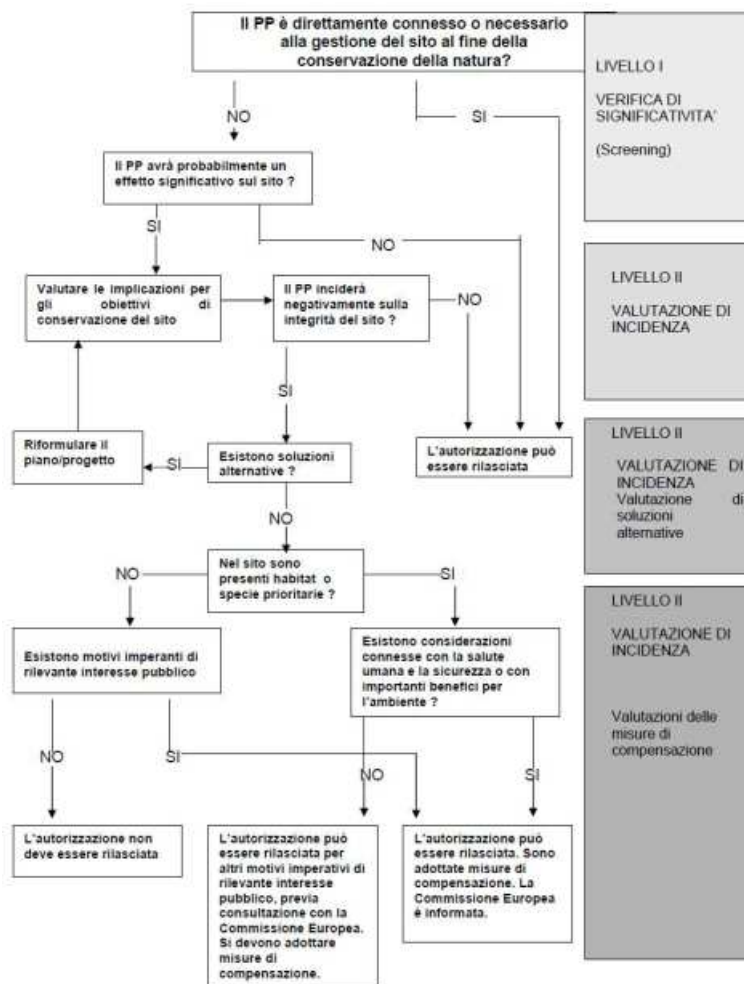 Il PP è direttamente connesso o necessario
alla gestione del sito al fine della
conservazione della natura?
LIVELLO I
VERIFICA DI
SIGNIFICATIVITA'
(Screening)
NO
SI
Il PP avrà probabilmente un
effetto significativo sul sito ?
SI
NO
Valutare le implicazioni per
gli obiettivi di
conservazione del sito
Il PP inciderà
negativamente sulla
integrità del sito ?
NO
LIVELLO II
VALUTAZIONE DI
INCIDENZA
SI
Riformulare il
piano/progetto
SI
Esistono soluzioni
alternative ?
L'autorizzazione può
essere rilasciata
LIVELLO II
VALUTAZIONE DI
INCIDENZA
Valutazione di
soluzioni
alternative
NO
NO
Nel sito sono
presenti habitat o
specie prioritarie ?
SI
LIVELLO II
VALUTAZIONE DI
INCIDENZA
Valutazioni delle
misure di
compensazione
Esistono motivi imperanti di
rilevante interesse pubblico
Esistono considerazioni
connesse con la salute
umana e la sicurezza o con
importanti benefici per
l'ambiente ?
NO
SI
NO
SI
L'autorizzazione non
deve essere rilasciata
L'autorizzazione può
essere rilasciata per
altri motivi imperativi di
rilevante interesse
pubblico, previa
consultazione con la
Commissione Europea.
Si devono adottare
misure di
compensazione.
L'autorizzazione può
essere rilasciata. Sono
adottate misure di
compensazione. La
Commissione Europea
è informata.